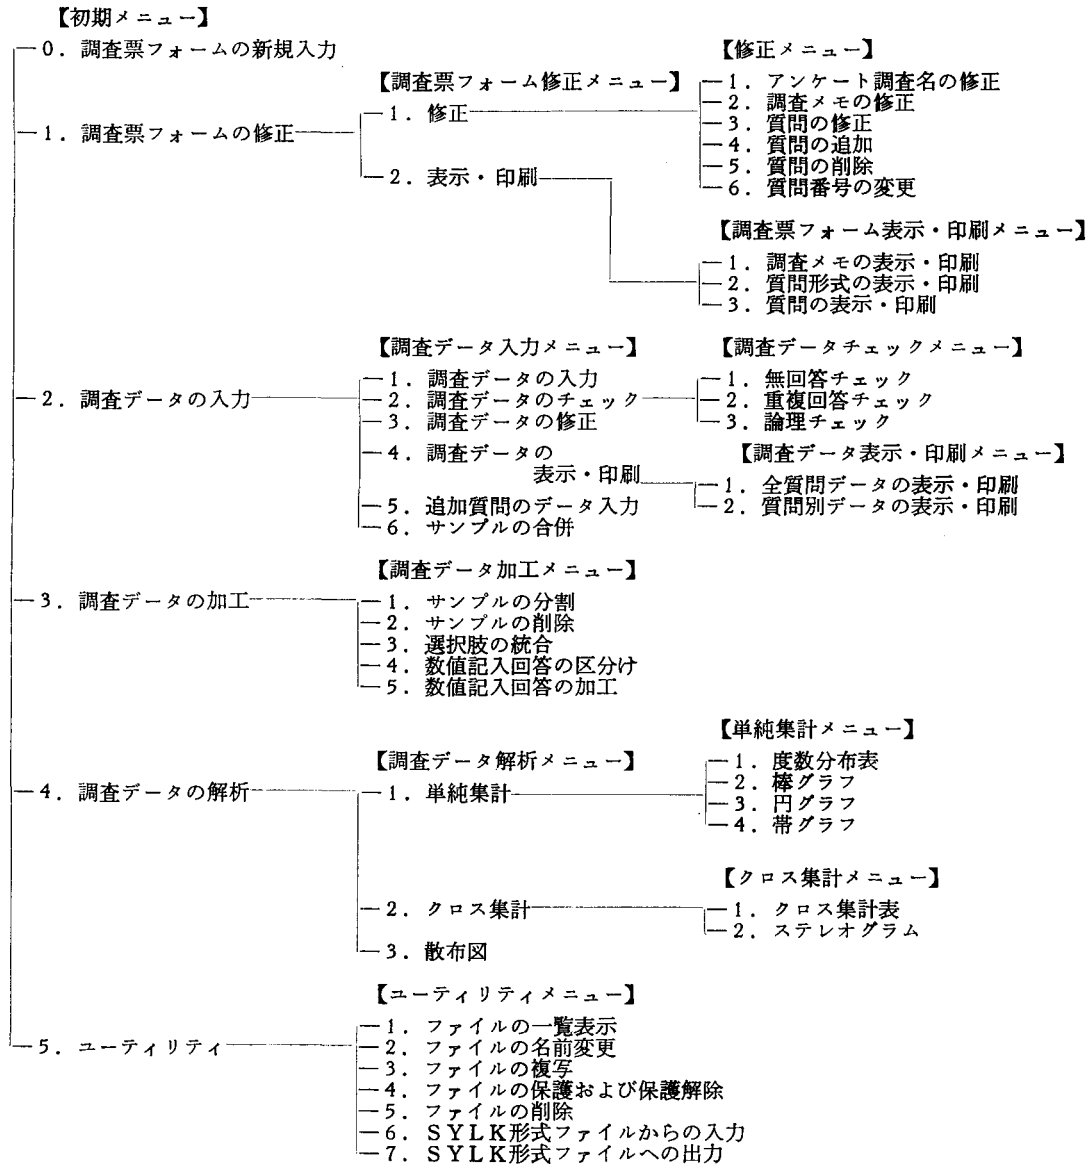 【初期メニュー】
0．調査票フォームの新規入力
1．調査票フォームの修正
【調査票フォーム修正メニュー】
1．修正
2．表示・印刷
【修正メニュー】
1．アンケート調査名の修正
2．調査メモの修正
3．質問の修正
4．質問の追加
5．質問の削除
6．質問番号の変更
【調査票フォーム表示・印刷メニュー】
1．調査メモの表示・印刷
2．質問形式の表示・印刷
3．質問の表示・印刷
2．調査データの入力
【調査データ入力メニュー】
1．調査データの入力
2．調査データのチェック
3．調査データの修正
4．調査データの
表示・印刷
5．追加質問のデータ入力
6．サンプルの合併
【調査データチェックメニュー】
1．無回答チェック
2．重複回答チェック
3．論理チェック
【調査データ表示・印刷メニュー】
1．全質問データの表示・印刷
2．質問別データの表示・印刷
3．調査データの加工
【調査データ加工メニュー】
1．サンプルの分割
2．サンプルの削除
3．選択肢の統合
4．数値記入回答の区分け
5．数値記入回答の加工
4．調査データの解析
【調査データ解析メニュー】
1．単純集計
2．クロス集計
3．散布図
【単純集計メニュー】
1．度数分布表
2．棒グラフ
3．円グラフ
4．帯グラフ
【クロス集計メニュー】
1．クロス集計表
2．ステレオグラム
5．ユーティリティ
【ユーティリティメニュー】
1．ファイルの一覧表示
2．ファイルの名前変更
3．ファイルの複写
4．ファイルの保護および保護解除
5．ファイルの削除
6．SYLK形式ファイルからの入力
7．SYLK形式ファイルへの出力